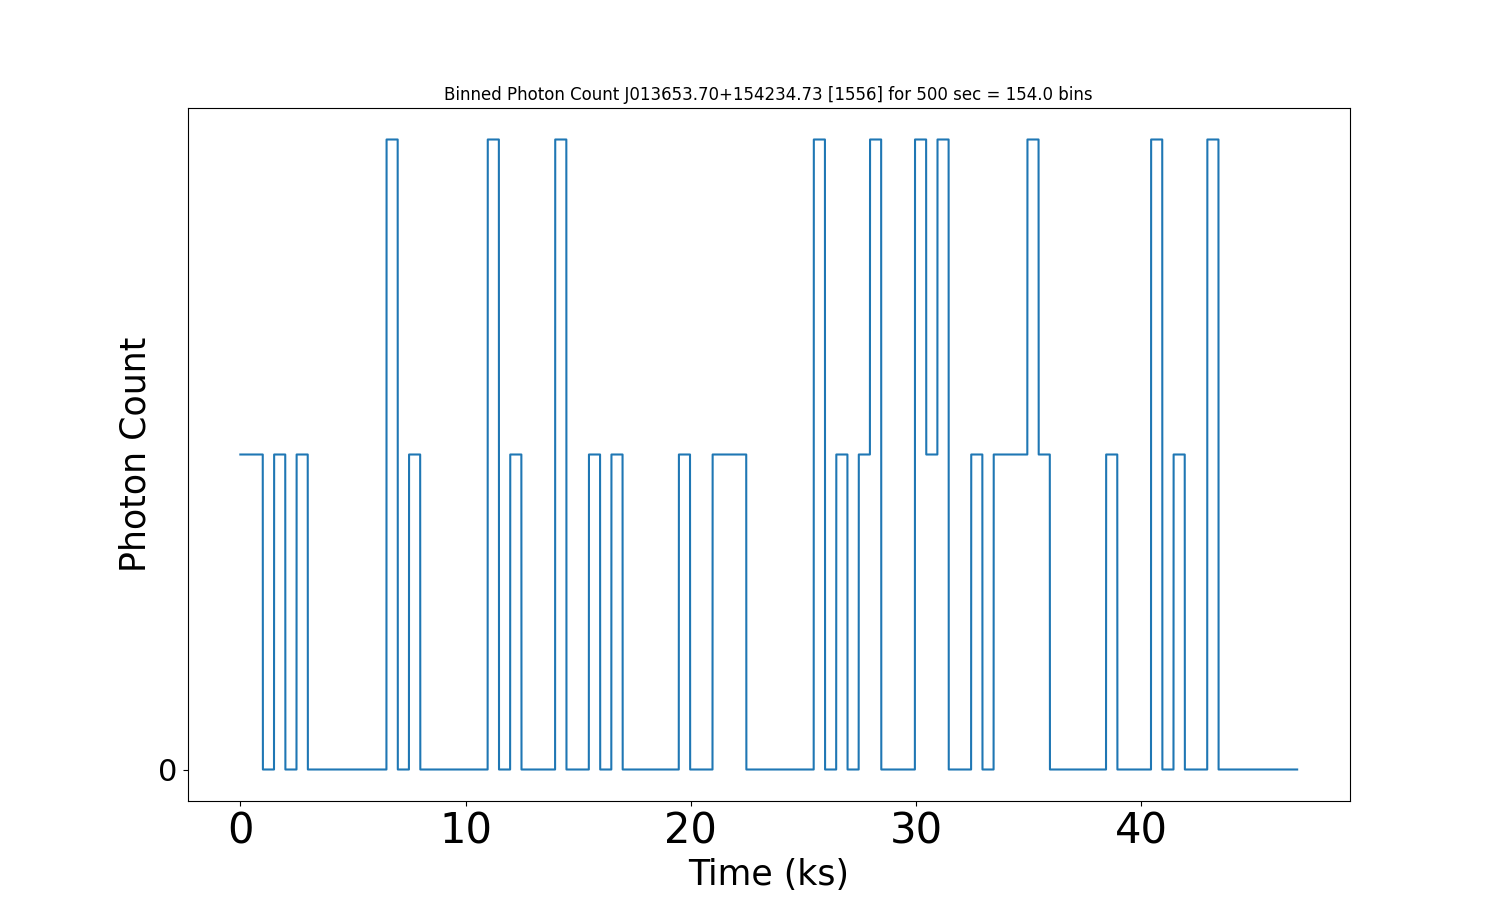 Binned Photon Count J013653.70+154234.73 [1556] for 500 sec = 154.0 bins
Photon Count
0
0 10 20 30 40
Time (ks)